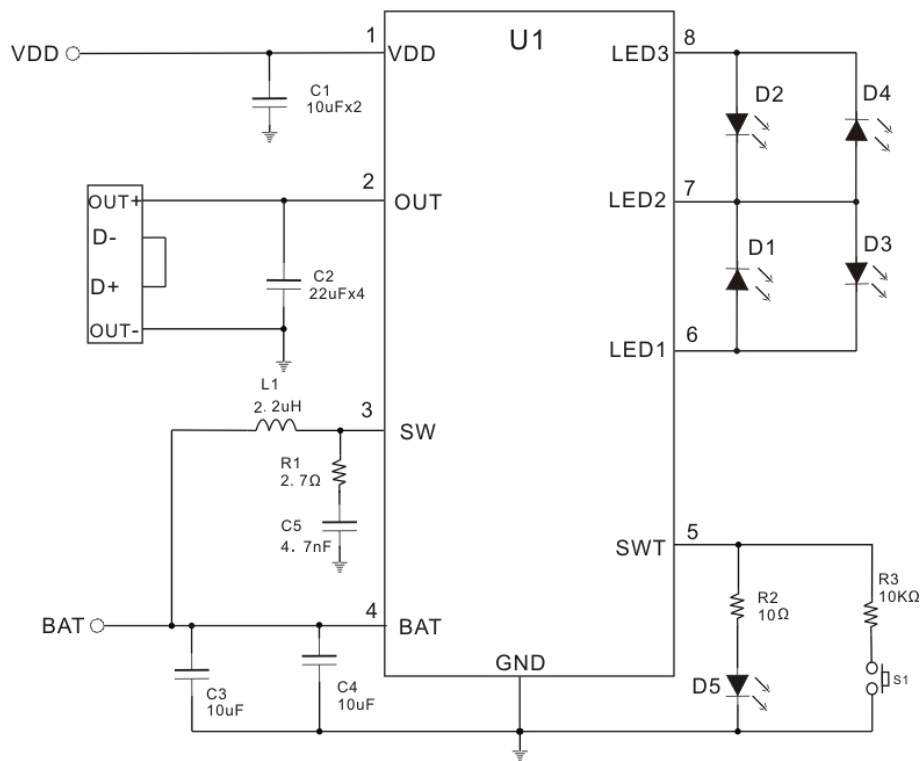 VDD
1
VDD
C1
10uFx2
U1
LED3
8
D2
D4
OUT+
D-
D+
OUT-
2
OUT
C2
22uFx4
LED2
7
D1
D3
LED1
6
L1
2.2uH
3
SW
R1
2.7Ω
C5
4.7nF
SWT
5
R2
10Ω
R3
10KΩ
BAT
4
BAT
GND
C3
10uF
C4
10uF
D5
S1